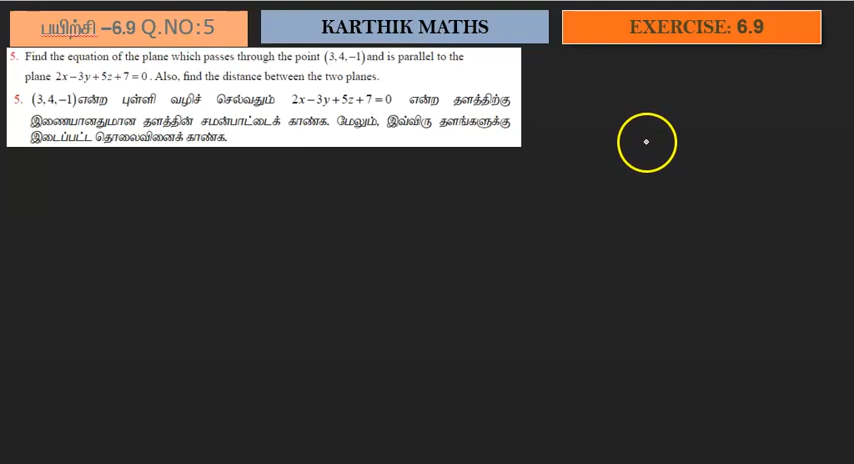 பயிற்சி –6.9 Q.NO:5
KARTHIK MATHS
EXERCISE: 6.9
5. Find the equation of the plane which passes through the point (3, 4, −1) and is parallel to the
plane 2x − 3y + 5z + 7 = 0. Also, find the distance between the two planes.
5. (3, 4, −1) என்ற புள்ளி வழிச் செல்வதும் 2x − 3y + 5z + 7 = 0 என்ற தளத்திற்கு
இணையானதுமான தளத்தின் சமன்பாட்டைக் காண்க. மேலும், இவ்விரு தளங்களுக்கு
இடைப்பட்ட தொலைவினைக் காண்க.